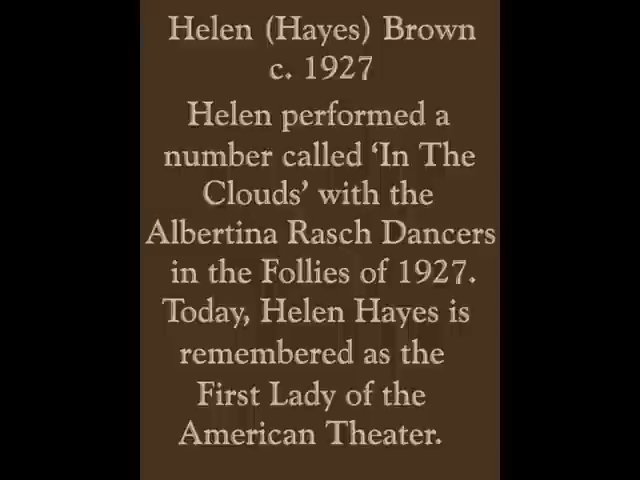 Helen (Hayes) Brown
c. 1927
Helen performed a
number called ‘In The
Clouds’ with the
Albertina Rasch Dancers
in the Follies of 1927.
Today, Helen Hayes is
remembered as the
First Lady of the
American Theater.